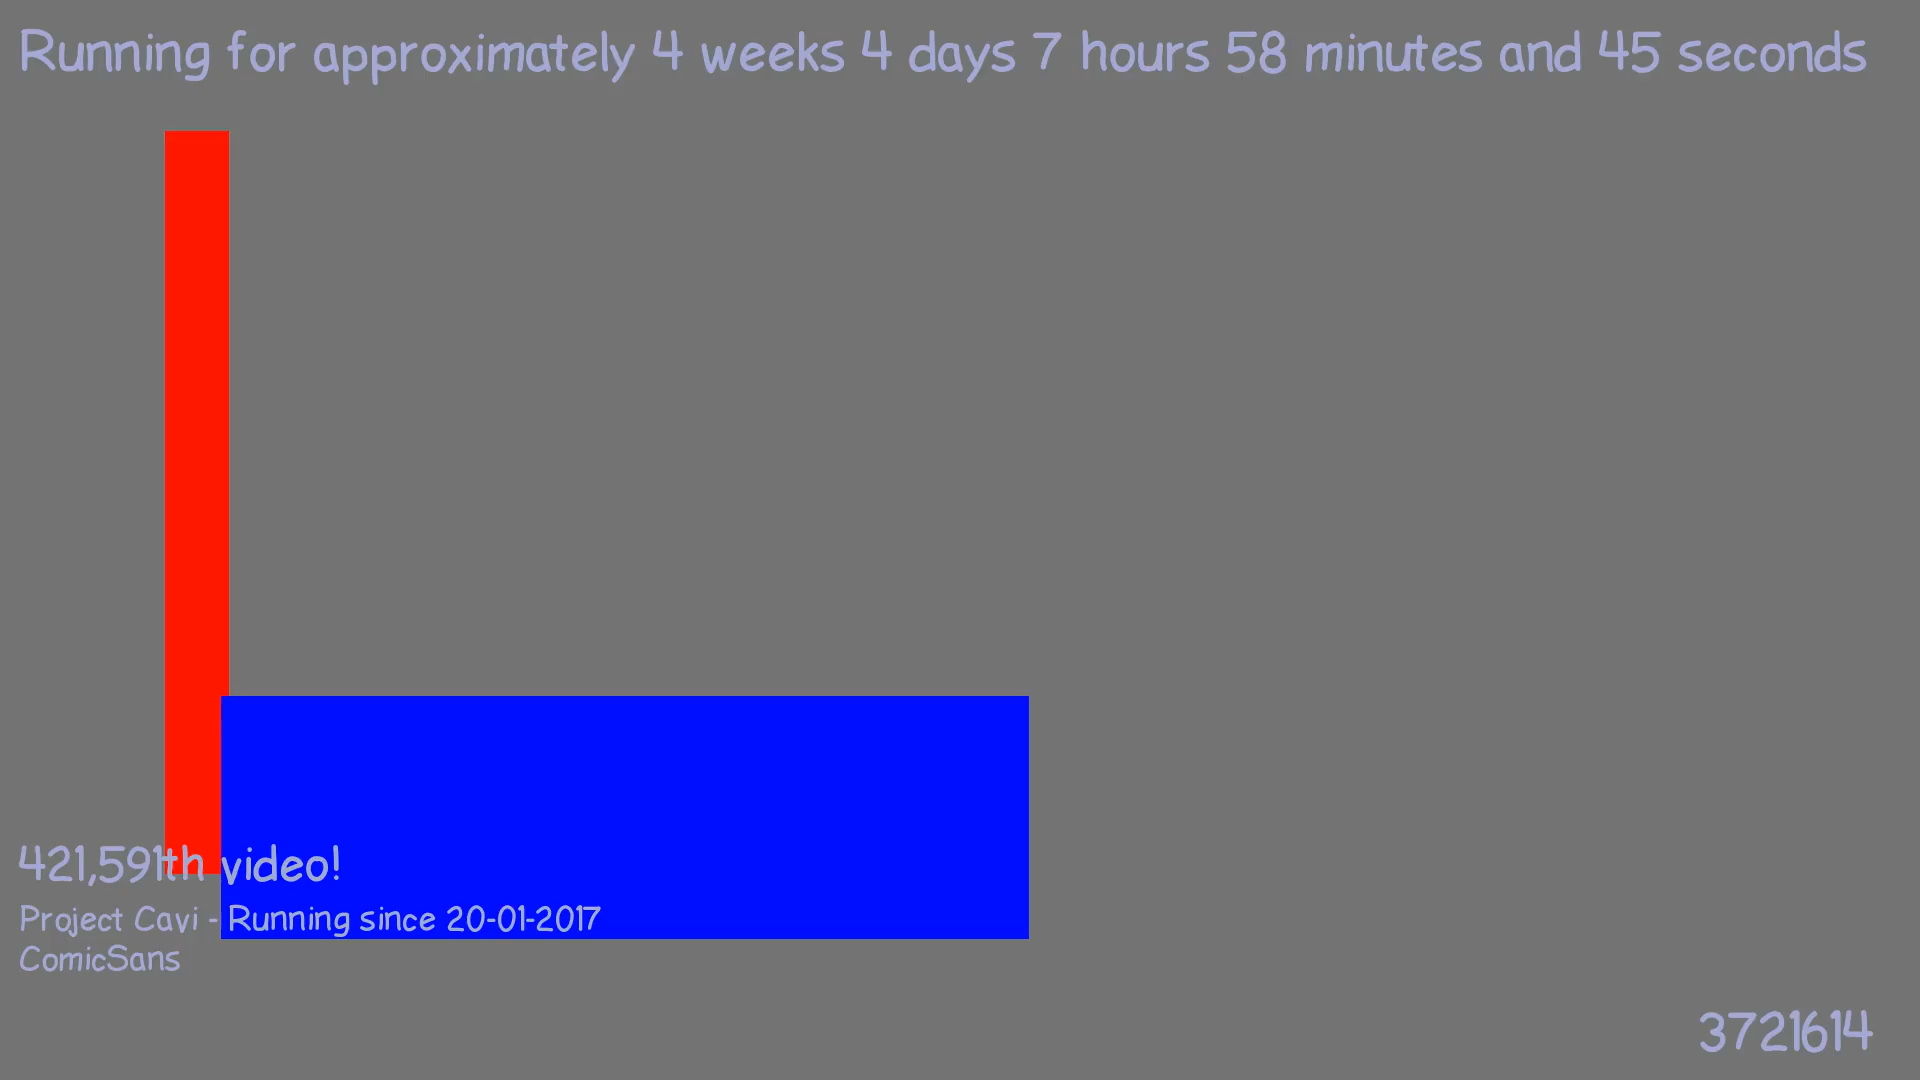 Running for approximately 4 weeks 4 days 7 hours 58 minutes and 45 seconds
421,591th video!
Project Cavi - Running since 20-01-2017
ComicSans
3721614